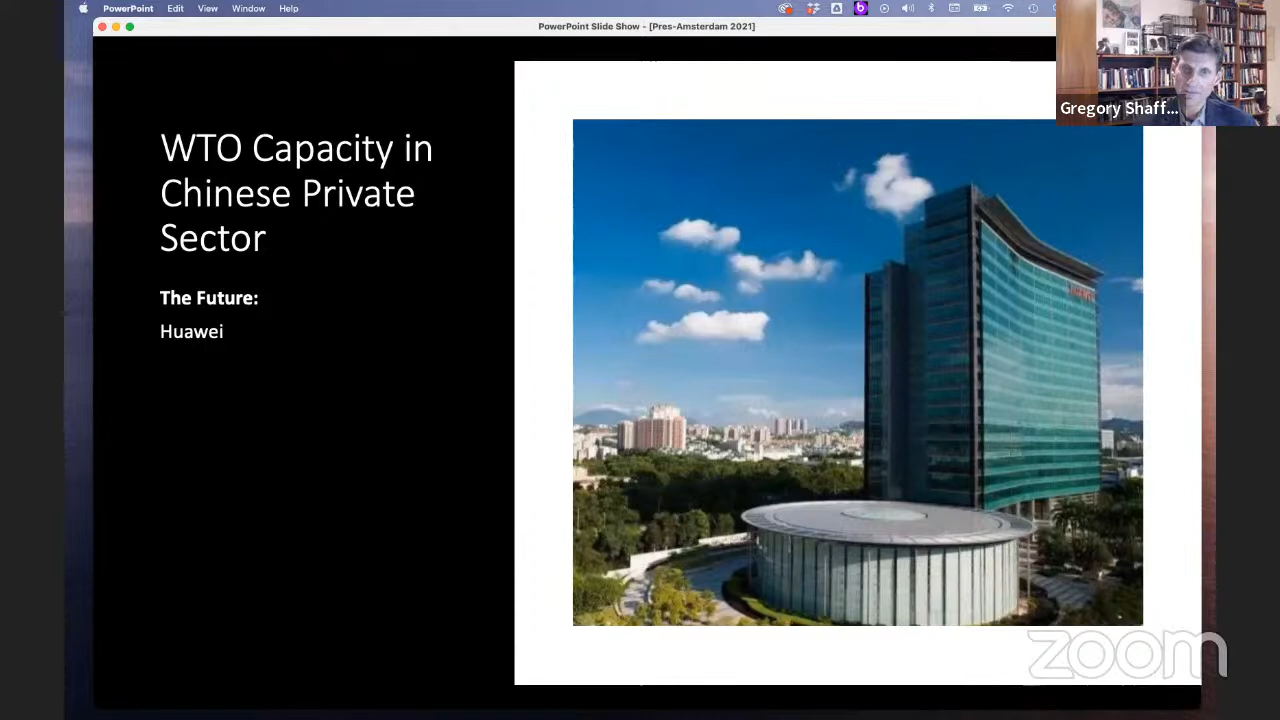 PowerPoint Edit View Window Help
PowerPoint Slide Show - [Pres-Amsterdam 2021]
Gregory Shaff...
WTO Capacity in
Chinese Private
Sector
The Future:
Huawei
zoom